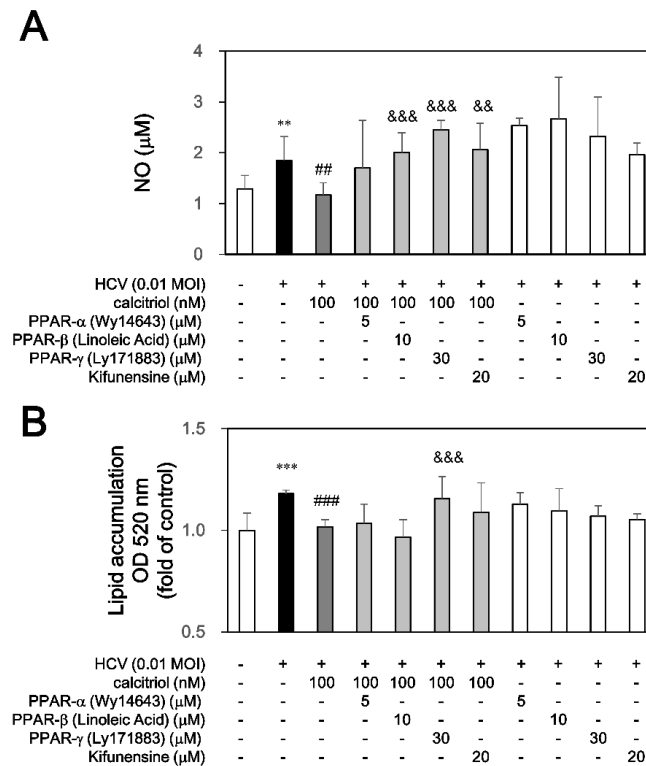 A
4
3
2
1
0
NO (μM)
** ## &&& &&& &&
HCV (0.01 MOI) - + + + + + + + + + +
calcitriol (nM) - - 100 100 100 100 100 - - - -
PPAR-α (Wy14643) (μM) - - - 5 - - - 5 - - -
PPAR-β (Linoleic Acid) (μM) - - - - 10 - - - 10 - -
PPAR-γ (Ly171883) (μM) - - - - - 30 - - - 30 -
Kifunensine (μM) - - - - - - 20 - - - 20
B
1.5
1.0
0.5
Lipid accumulation
OD 520 nm
(fold of control)
*** ### &&&
HCV (0.01 MOI) - + + + + + + + + + +
calcitriol (nM) - - 100 100 100 100 100 - - - -
PPAR-α (Wy14643) (μM) - - - 5 - - - 5 - - -
PPAR-β (Linoleic Acid) (μM) - - - - 10 - - - 10 - -
PPAR-γ (Ly171883) (μM) - - - - - 30 - - - 30 -
Kifunensine (μM) - - - - - - 20 - - - 20